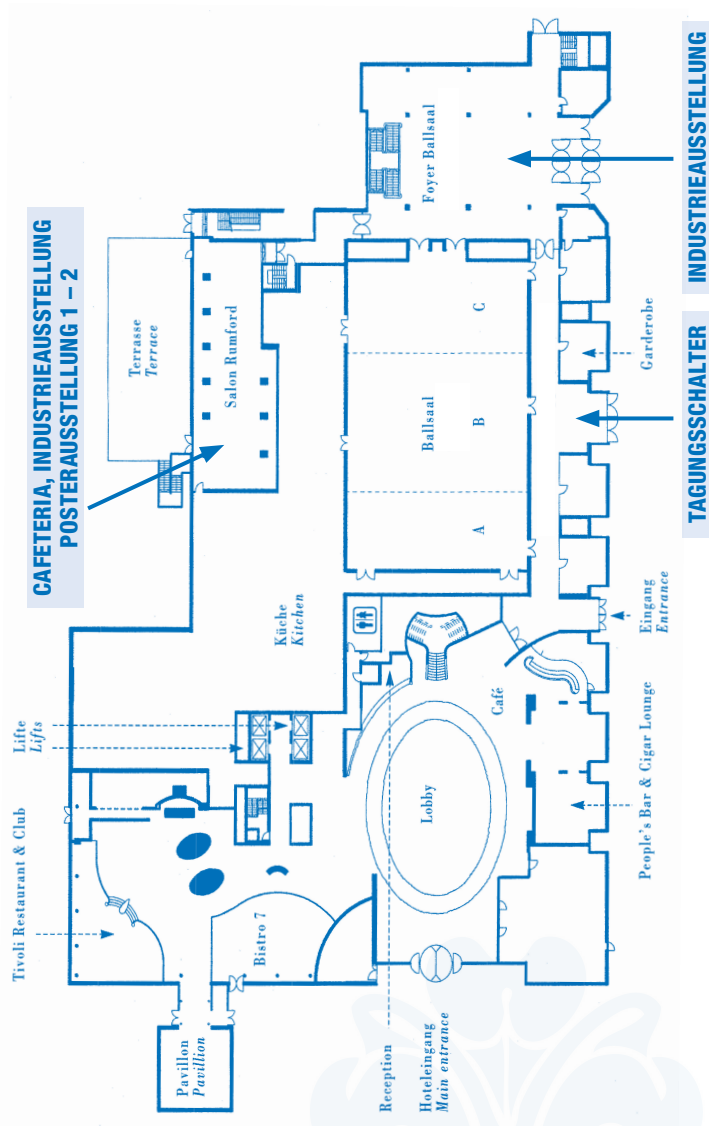 CAFETERIA, INDUSTRIEAUSSTELLUNG
POSTERAUSSTELLUNG 1 – 2
INDUSTRIEAUSSTELLUNG
TAGUNGSSCHALTER
Terrasse
Terrace
Salon Rumford
Foyer Ballsaal
Ballsaal
A
B
C
Garderobe
Küche
Kitchen
Eingang
Entrance
Lifte
Lifts
Café
Lobby
People's Bar & Cigar Lounge
Tivoli Restaurant & Club
Bistro 7
Pavillon
Pavillion
Reception
Hoteleingang
Main entrance